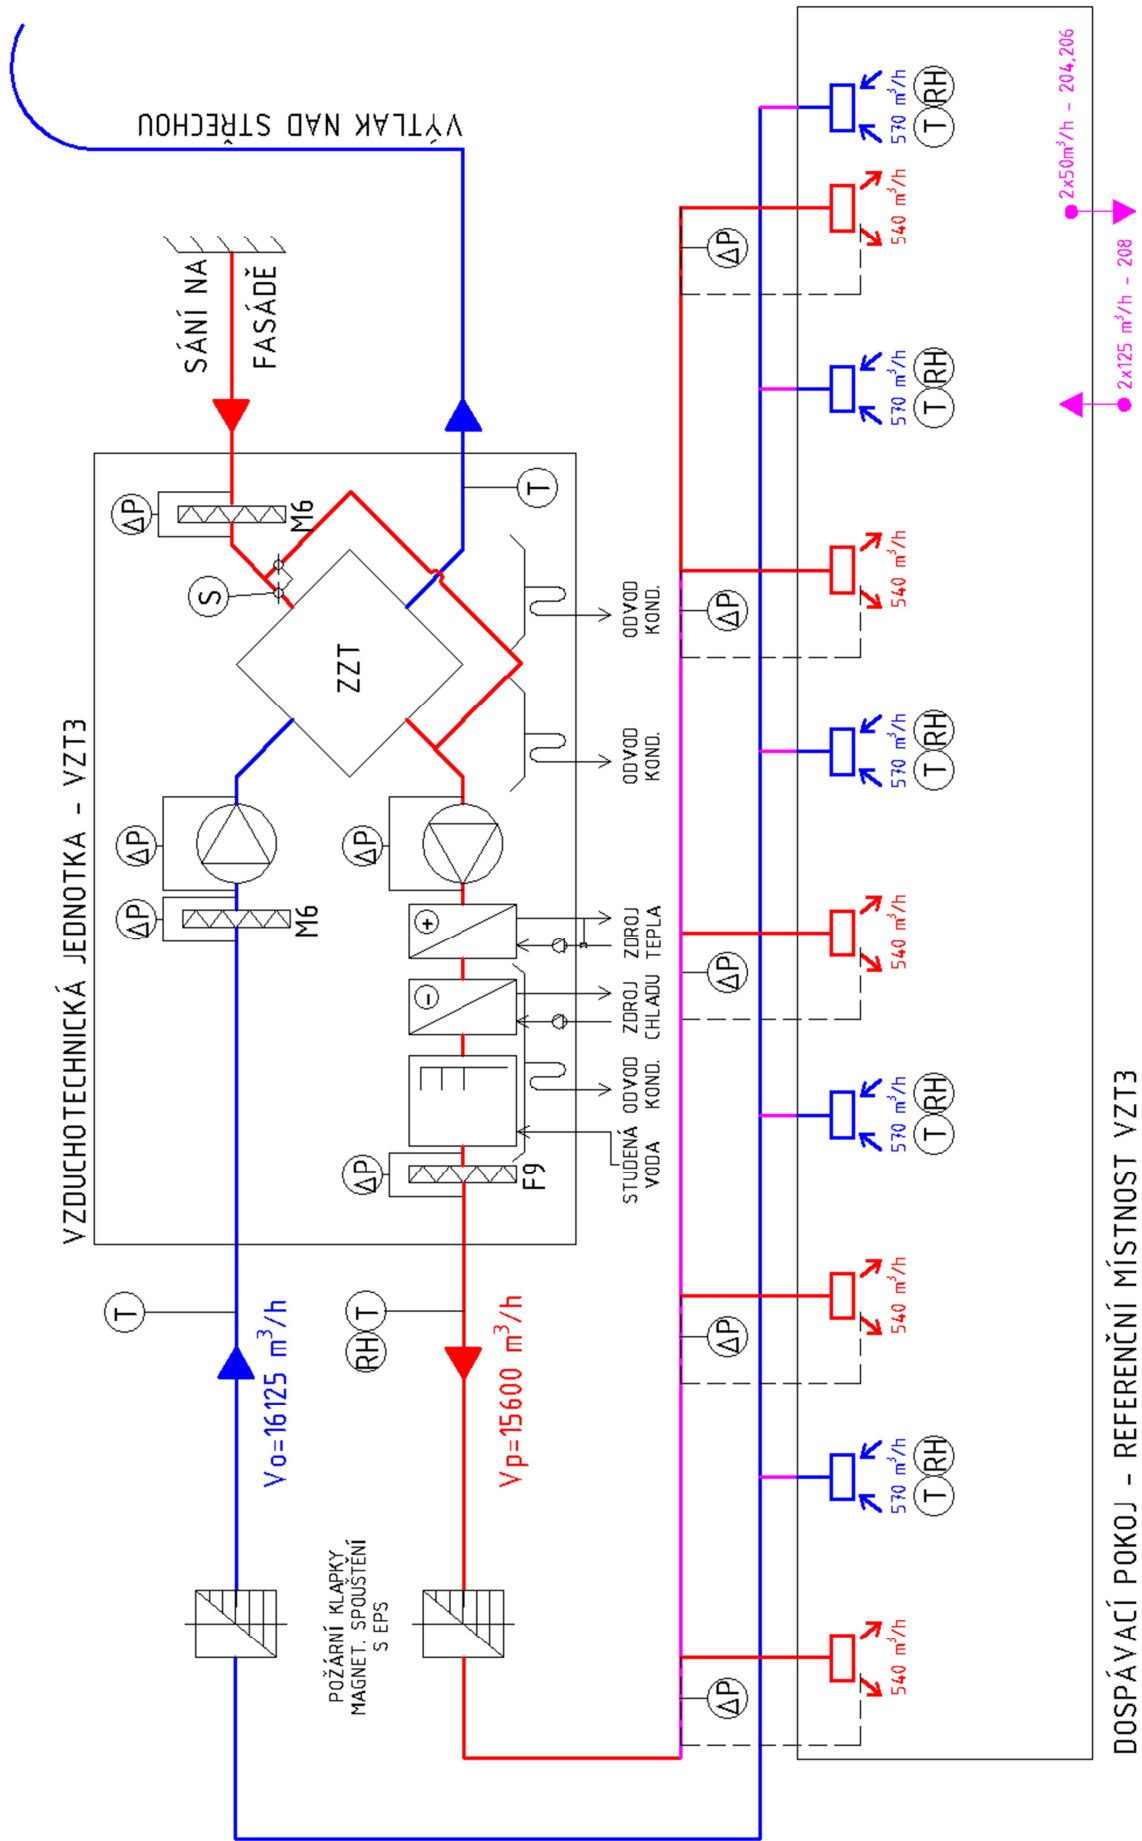 VÝTLAK NAD STŘECHOU
SÁNÍ NA
FASÁDĚ
VZDUCHOTECHNICKÁ JEDNOTKA - VZT3
T
ΔP
ΔP
ΔP
M6
M6
S
ZZT
Vo=16125 m³/h
RH T
ΔP
ΔP
+
-
T
F9
Vp=15600 m³/h
POŽÁRNÍ KLAPKY
MAGNET. SPOUŠTĚNÍ
S EPS
STUDENÁ
VODA
ODVOD
KOND.
ZDROJ
CHLADU
ZDROJ
TEPLA
ODVOD
KOND.
ODVOD
KOND.
ΔP
ΔP
ΔP
ΔP
ΔP
540 m³/h
570 m³/h
T RH
540 m³/h
570 m³/h
T RH
540 m³/h
570 m³/h
T RH
540 m³/h
570 m³/h
T RH
540 m³/h
570 m³/h
T RH
2x50m³/h - 204,206
2x125 m³/h - 208
DOSPÁVACÍ POKOJ - REFERENČNÍ MÍSTNOST VZT3